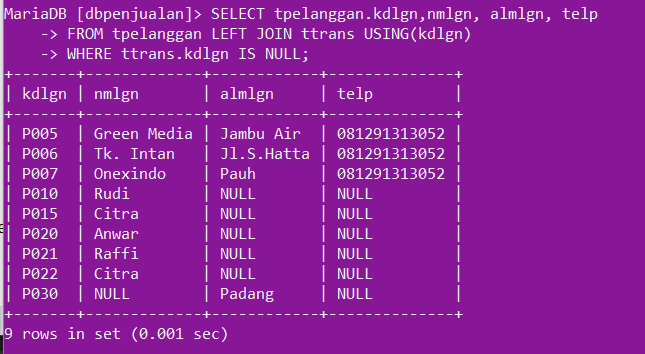 MariaDB [dbpenjualan]> SELECT tpelanggan.kdlgn,nmlgn, almlgn, telp
    -> FROM tpelanggan LEFT JOIN ttrans USING(kdlgn)
    -> WHERE ttrans.kdlgn IS NULL;
+-------+-------------+-----------+--------------+
| kdlgn | nmlgn       | almlgn    | telp         |
+-------+-------------+-----------+--------------+
| P005  | Green Media | Jambu Air | 081291313052 |
| P006  | Tk. Intan   | Jl.S.Hatta | 081291313052 |
| P007  | Onexindo    | Pauh      | 081291313052 |
| P010  | Rudi        | NULL      | NULL         |
| P015  | Citra       | NULL      | NULL         |
| P020  | Anwar       | NULL      | NULL         |
| P021  | Raffi       | NULL      | NULL         |
| P022  | Citra       | NULL      | NULL         |
| P030  | NULL        | Padang    | NULL         |
+-------+-------------+-----------+--------------+
9 rows in set (0.001 sec)